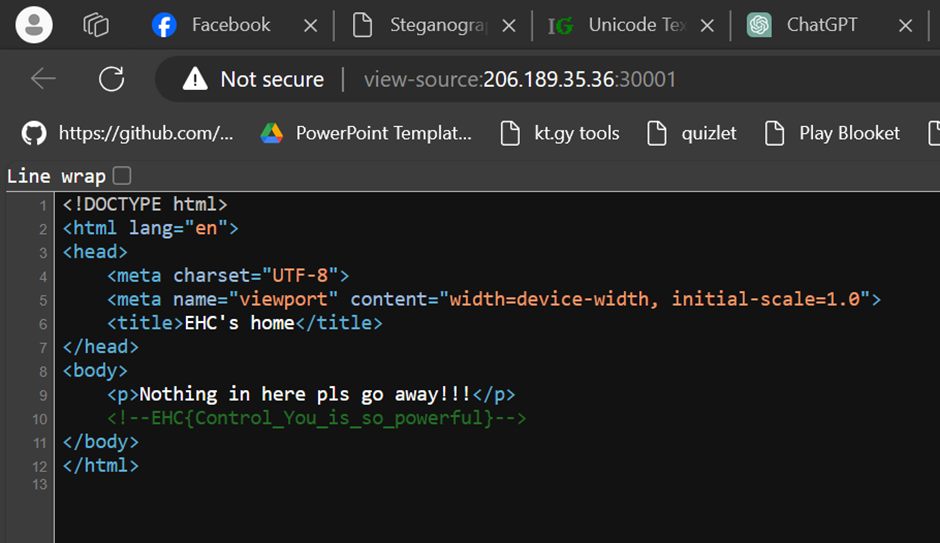 Facebook Steganogra Unicode Tex ChatGPT
Not secure view-source:206.189.35.36:30001
https://github.com/... PowerPoint Templat... kt.gy tools quizlet Play Blooket
Line wrap
1 <!DOCTYPE html>
2 <html lang="en">
3 <head>
4 <meta charset="UTF-8">
5 <meta name="viewport" content="width=device-width, initial-scale=1.0">
6 <title>EHC's home</title>
7 </head>
8 <body>
9 <p>Nothing in here pls go away!!!</p>
10 <!--EHC{Control_You_is_so_powerful}-->
11 </body>
12 </html>
13